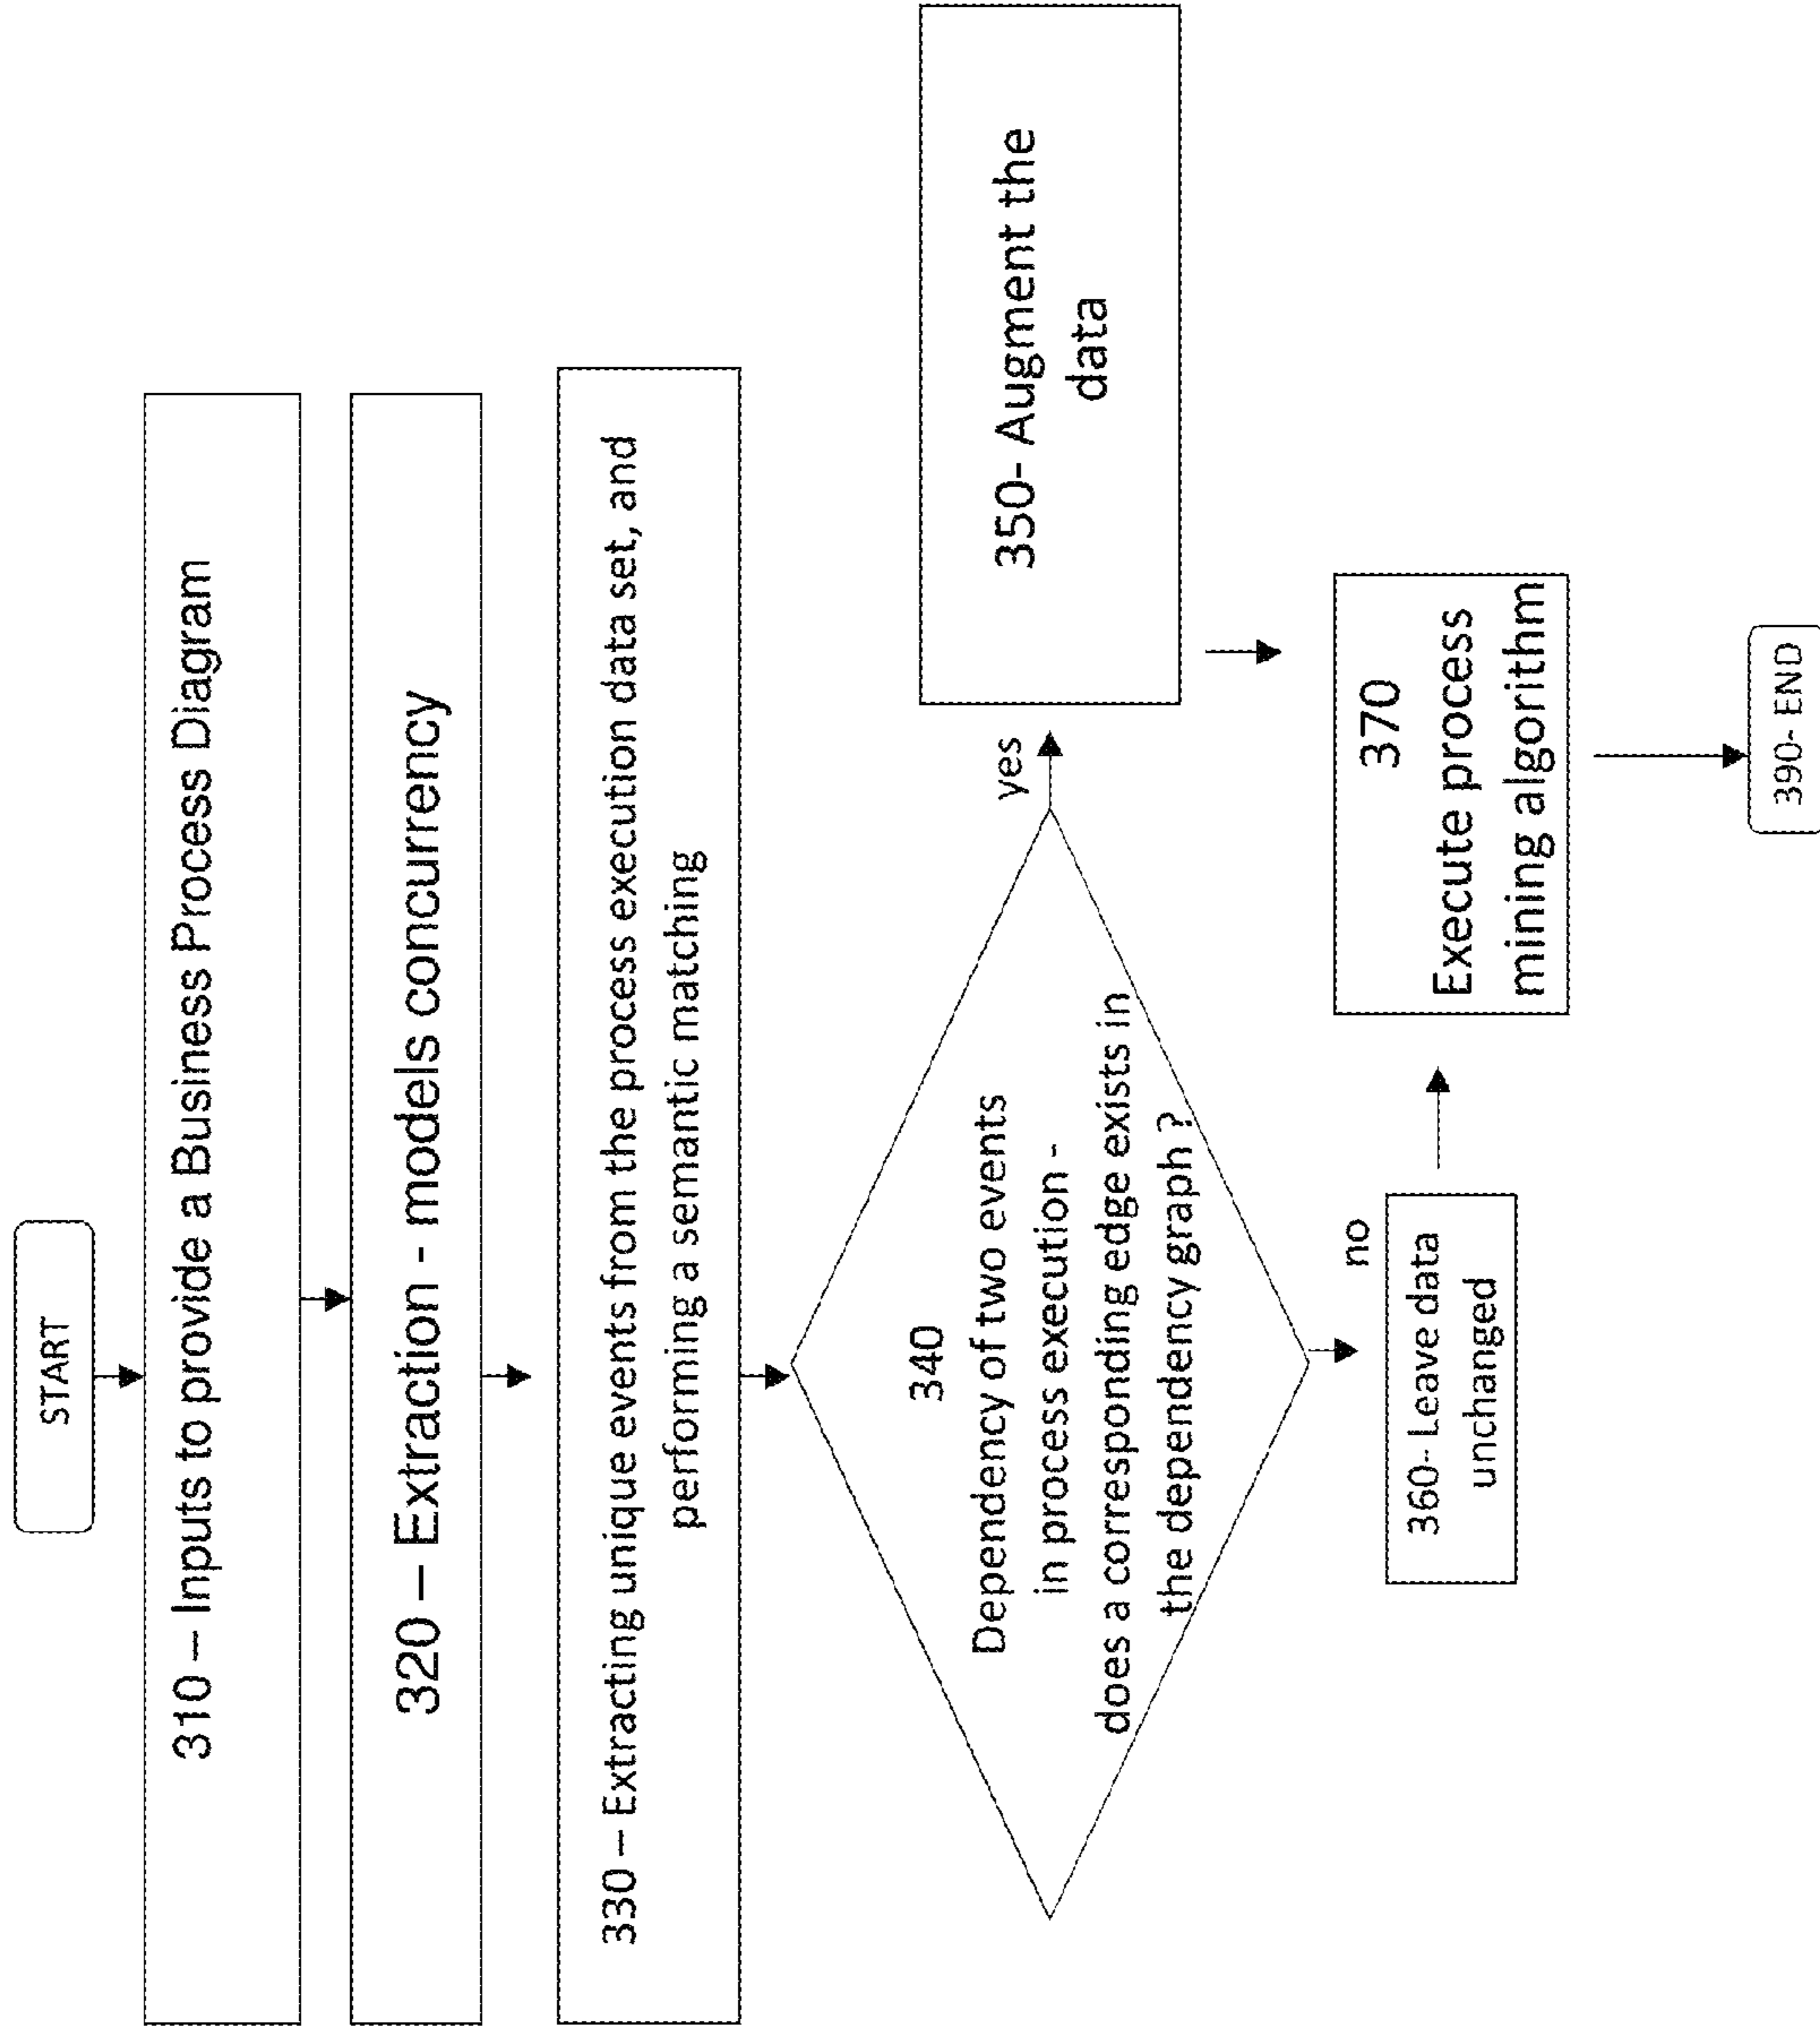 START
310 – Inputs to provide a Business Process Diagram
320 – Extraction - models concurrency
330 – Extracting unique events from the process execution data set, and
performing a semantic matching
340
Dependency of two events
in process execution -
does a corresponding edge exists in
the dependency graph ?
yes
350- Augment the
data
no
360- Leave data
unchanged
370
Execute process
mining algorithm
390- END